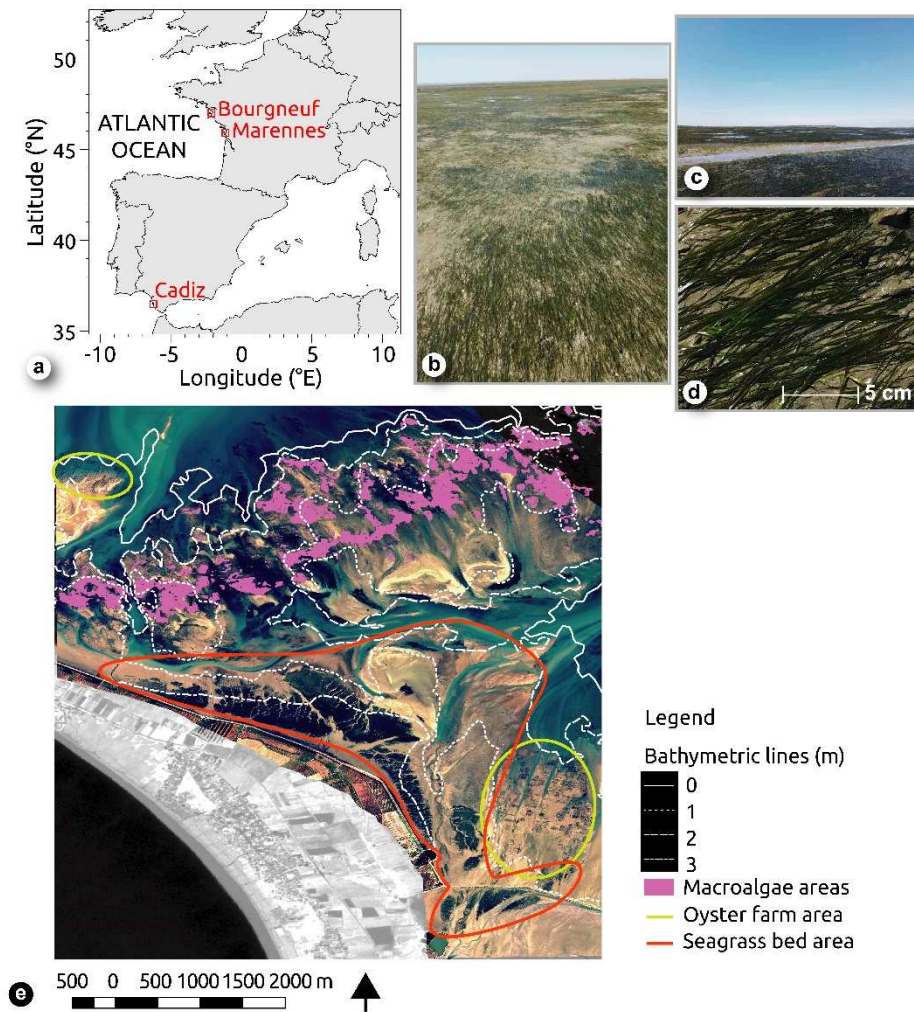 50
45
40
35
Latitude (°N)
ATLANTIC
OCEAN
Bourgneuf
Marennes
Cadiz
-10 -5 0 5 10
Longitude (°E)
a
b
c
d
5 cm
e
500 0 500 1000 1500 2000 m
Legend
Bathymetric lines (m)
0
1
2
3
Macroalgae areas
Oyster farm area
Seagrass bed area